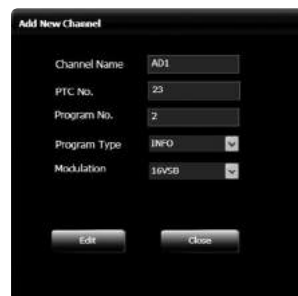 Add New Channel
Channel Name AD1
PTC No. 23
Program No. 2
Program Type INFO
Modulation 16VSB
Edit Close